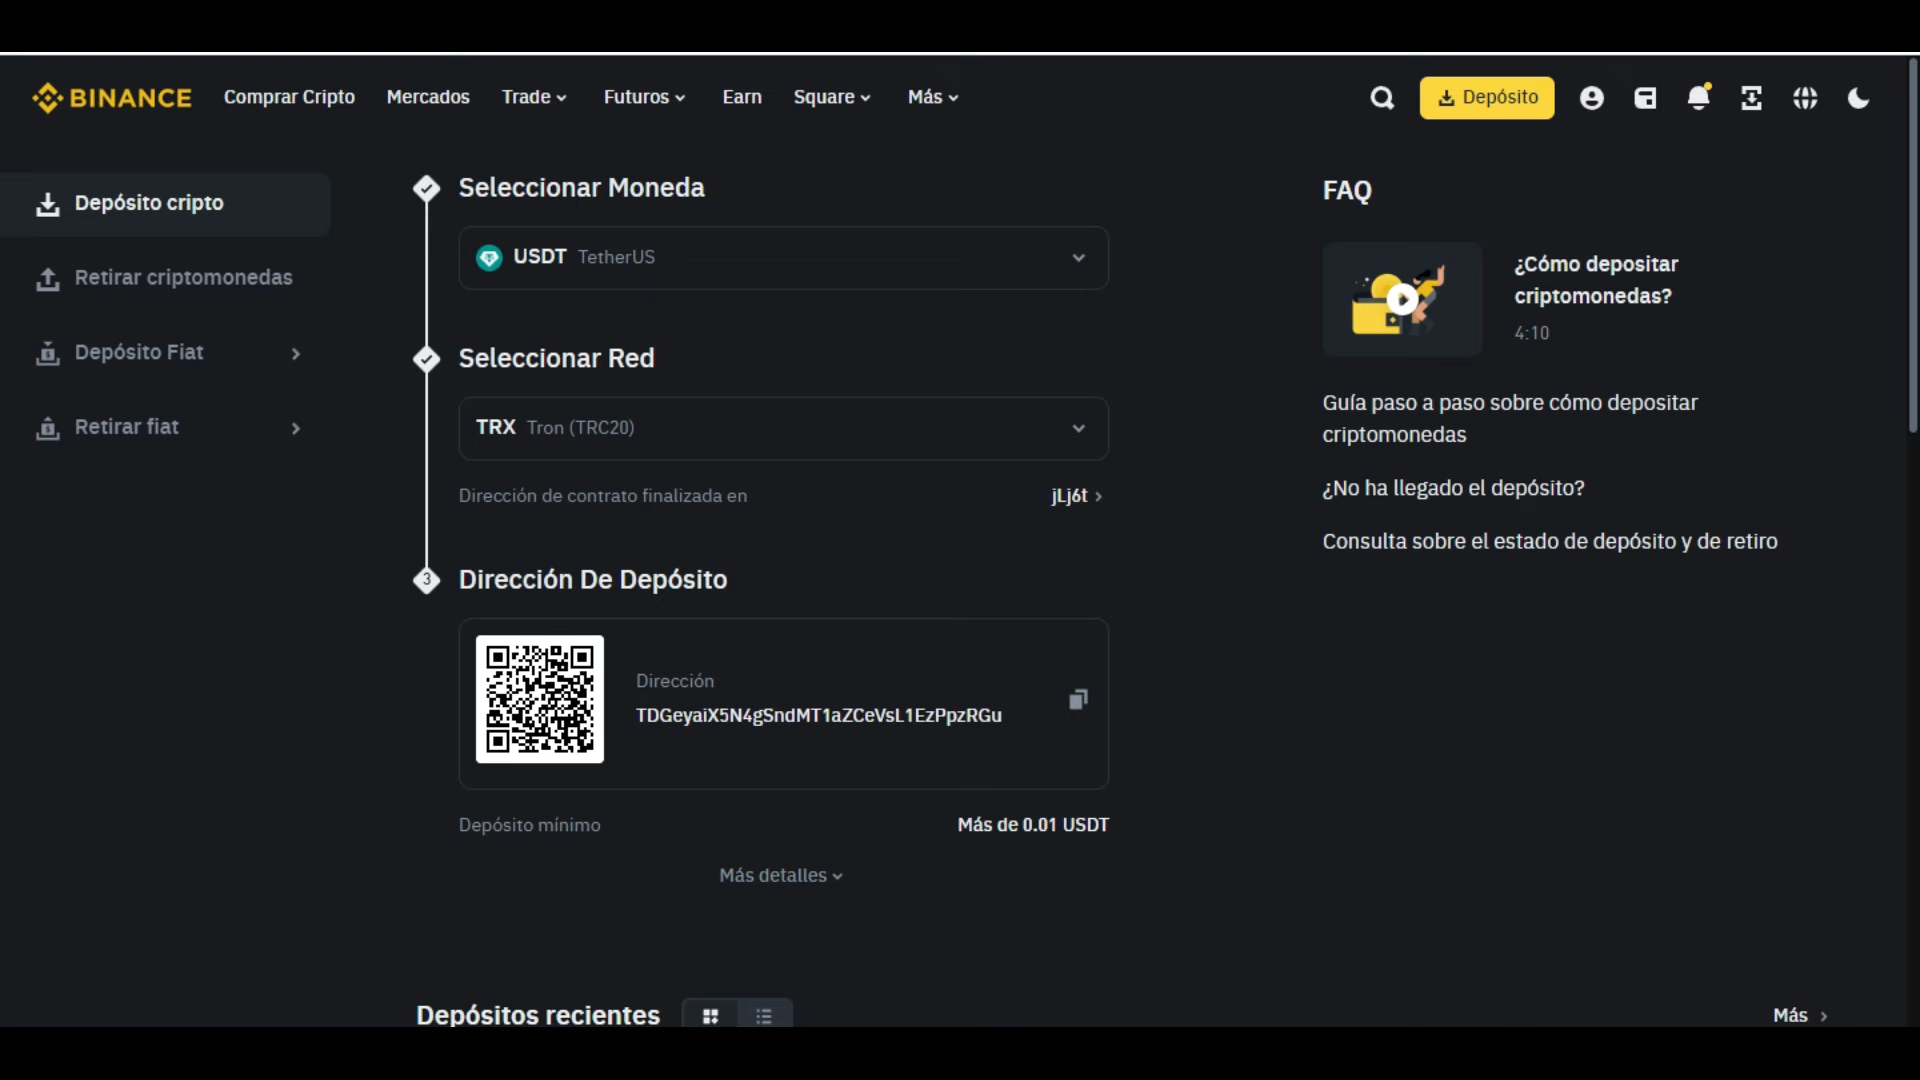 BINANCE Comprar Cripto Mercados Trade Futuros Earn Square Más Depósito
Depósito cripto
Retirar criptomonedas
Depósito Fiat
Retirar fiat
Seleccionar Moneda
USDT TetherUS
Seleccionar Red
TRX Tron (TRC20)
Dirección de contrato finalizada en jLj6t
3 Dirección De Depósito
Dirección
TDGeyaiX5N4gSndMT1aZCeVsL1EzPpzRGu
Depósito mínimo Más de 0.01 USDT
Más detalles
Depósitos recientes Más
FAQ
¿Cómo depositar
criptomonedas?
4:10
Guía paso a paso sobre cómo depositar
criptomonedas
¿No ha llegado el depósito?
Consulta sobre el estado de depósito y de retiro